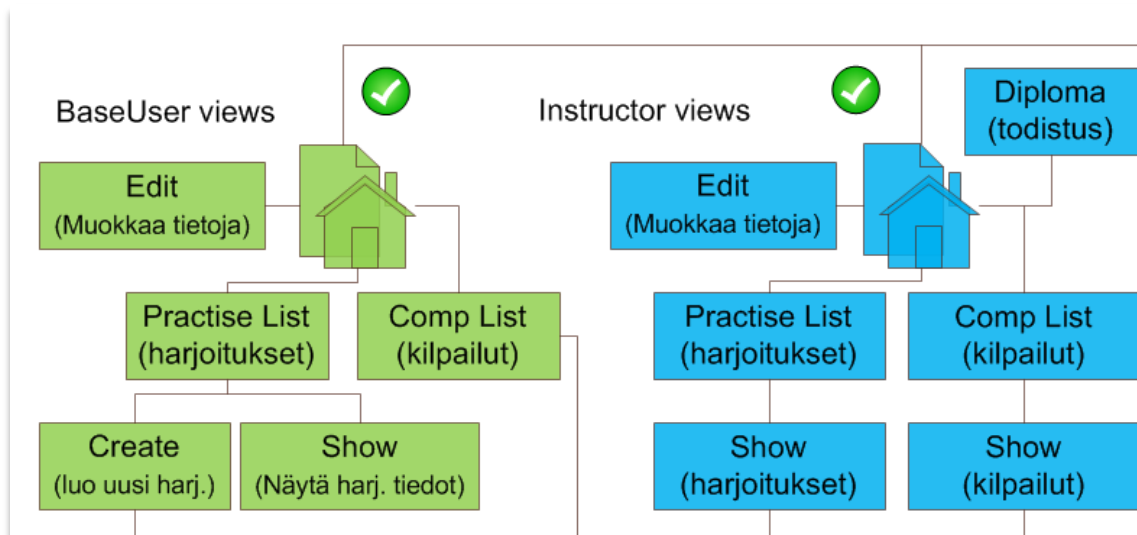 BaseUser views
Edit
(Muokkaa tietoja)
Practise List
(harjoitukset)
Comp List
(kilpailut)
Create
(luo uusi harj.)
Show
(Näytä harj. tiedot)
Instructor views
Diploma
(todistus)
Edit
(Muokkaa tietoja)
Practise List
(harjoitukset)
Comp List
(kilpailut)
Show
(harjoitukset)
Show
(kilpailut)